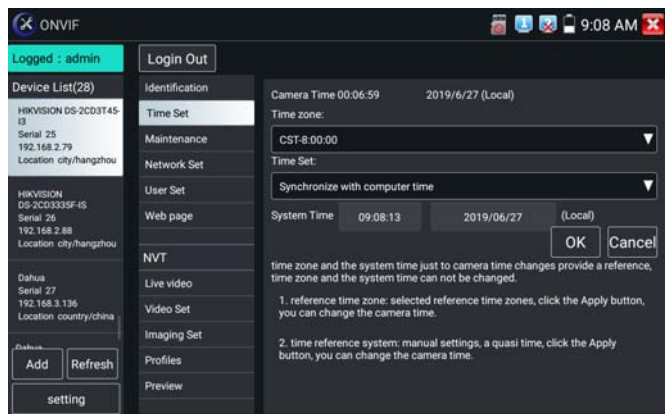 ONVIF
9:08 AM
Logged : admin
Login Out
Device List(28)
HIKVISION DS-2CD3T45-
I3
Serial 25
192.168.2.79
Location city/hangzhou
HIKVISION
DS-2CD3335F-IS
Serial 26
192.168.2.88
Location city/hangzhou
Dahua
Serial 27
192.168.3.136
Location country/china
Dahua
Add
Refresh
setting
Identification
Time Set
Maintenance
Network Set
User Set
Web page
NVT
Live video
Video Set
Imaging Set
Profiles
Preview
Camera Time 00:06:59 2019/6/27 (Local)
Time zone:
CST-8:00:00
Time Set:
Synchronize with computer time
System Time 09:08:13 2019/06/27 (Local)
OK Cancel
time zone and the system time just to camera time changes provide a reference,
time zone and the system time can not be changed.
1. reference time zone: selected reference time zones, click the Apply button,
you can change the camera time.
2. time reference system: manual settings, a quasi time, click the Apply
button, you can change the camera time.